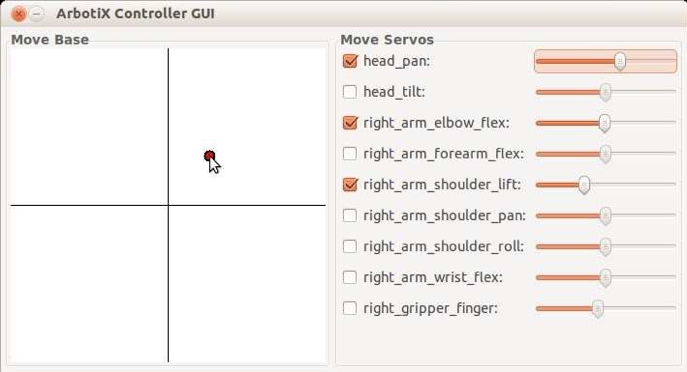 ArbotiX Controller GUI
Move Base
Move Servos
head_pan:
head_tilt:
right_arm_elbow_flex:
right_arm_forearm_flex:
right_arm_shoulder_lift:
right_arm_shoulder_pan:
right_arm_shoulder_roll:
right_arm_wrist_flex:
right_gripper_finger: